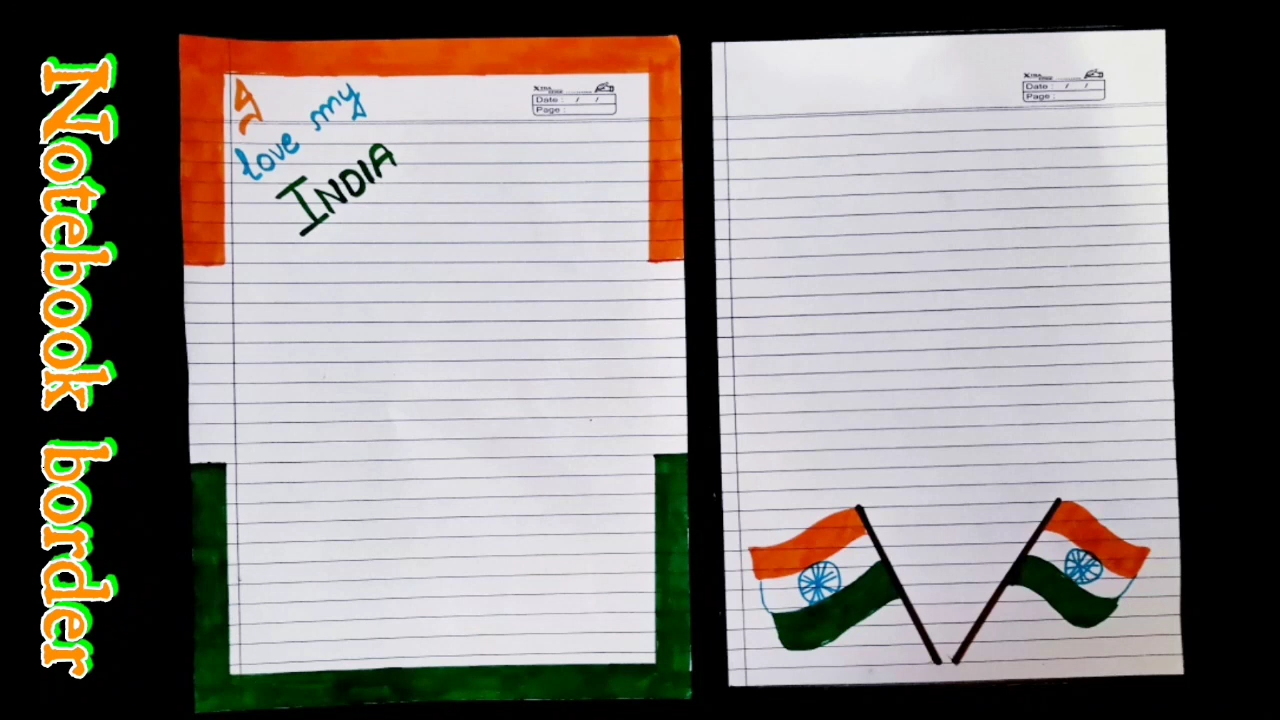 Notebook border
I
love my
INDIA
Date : / /
Page :
Date : / /
Page :